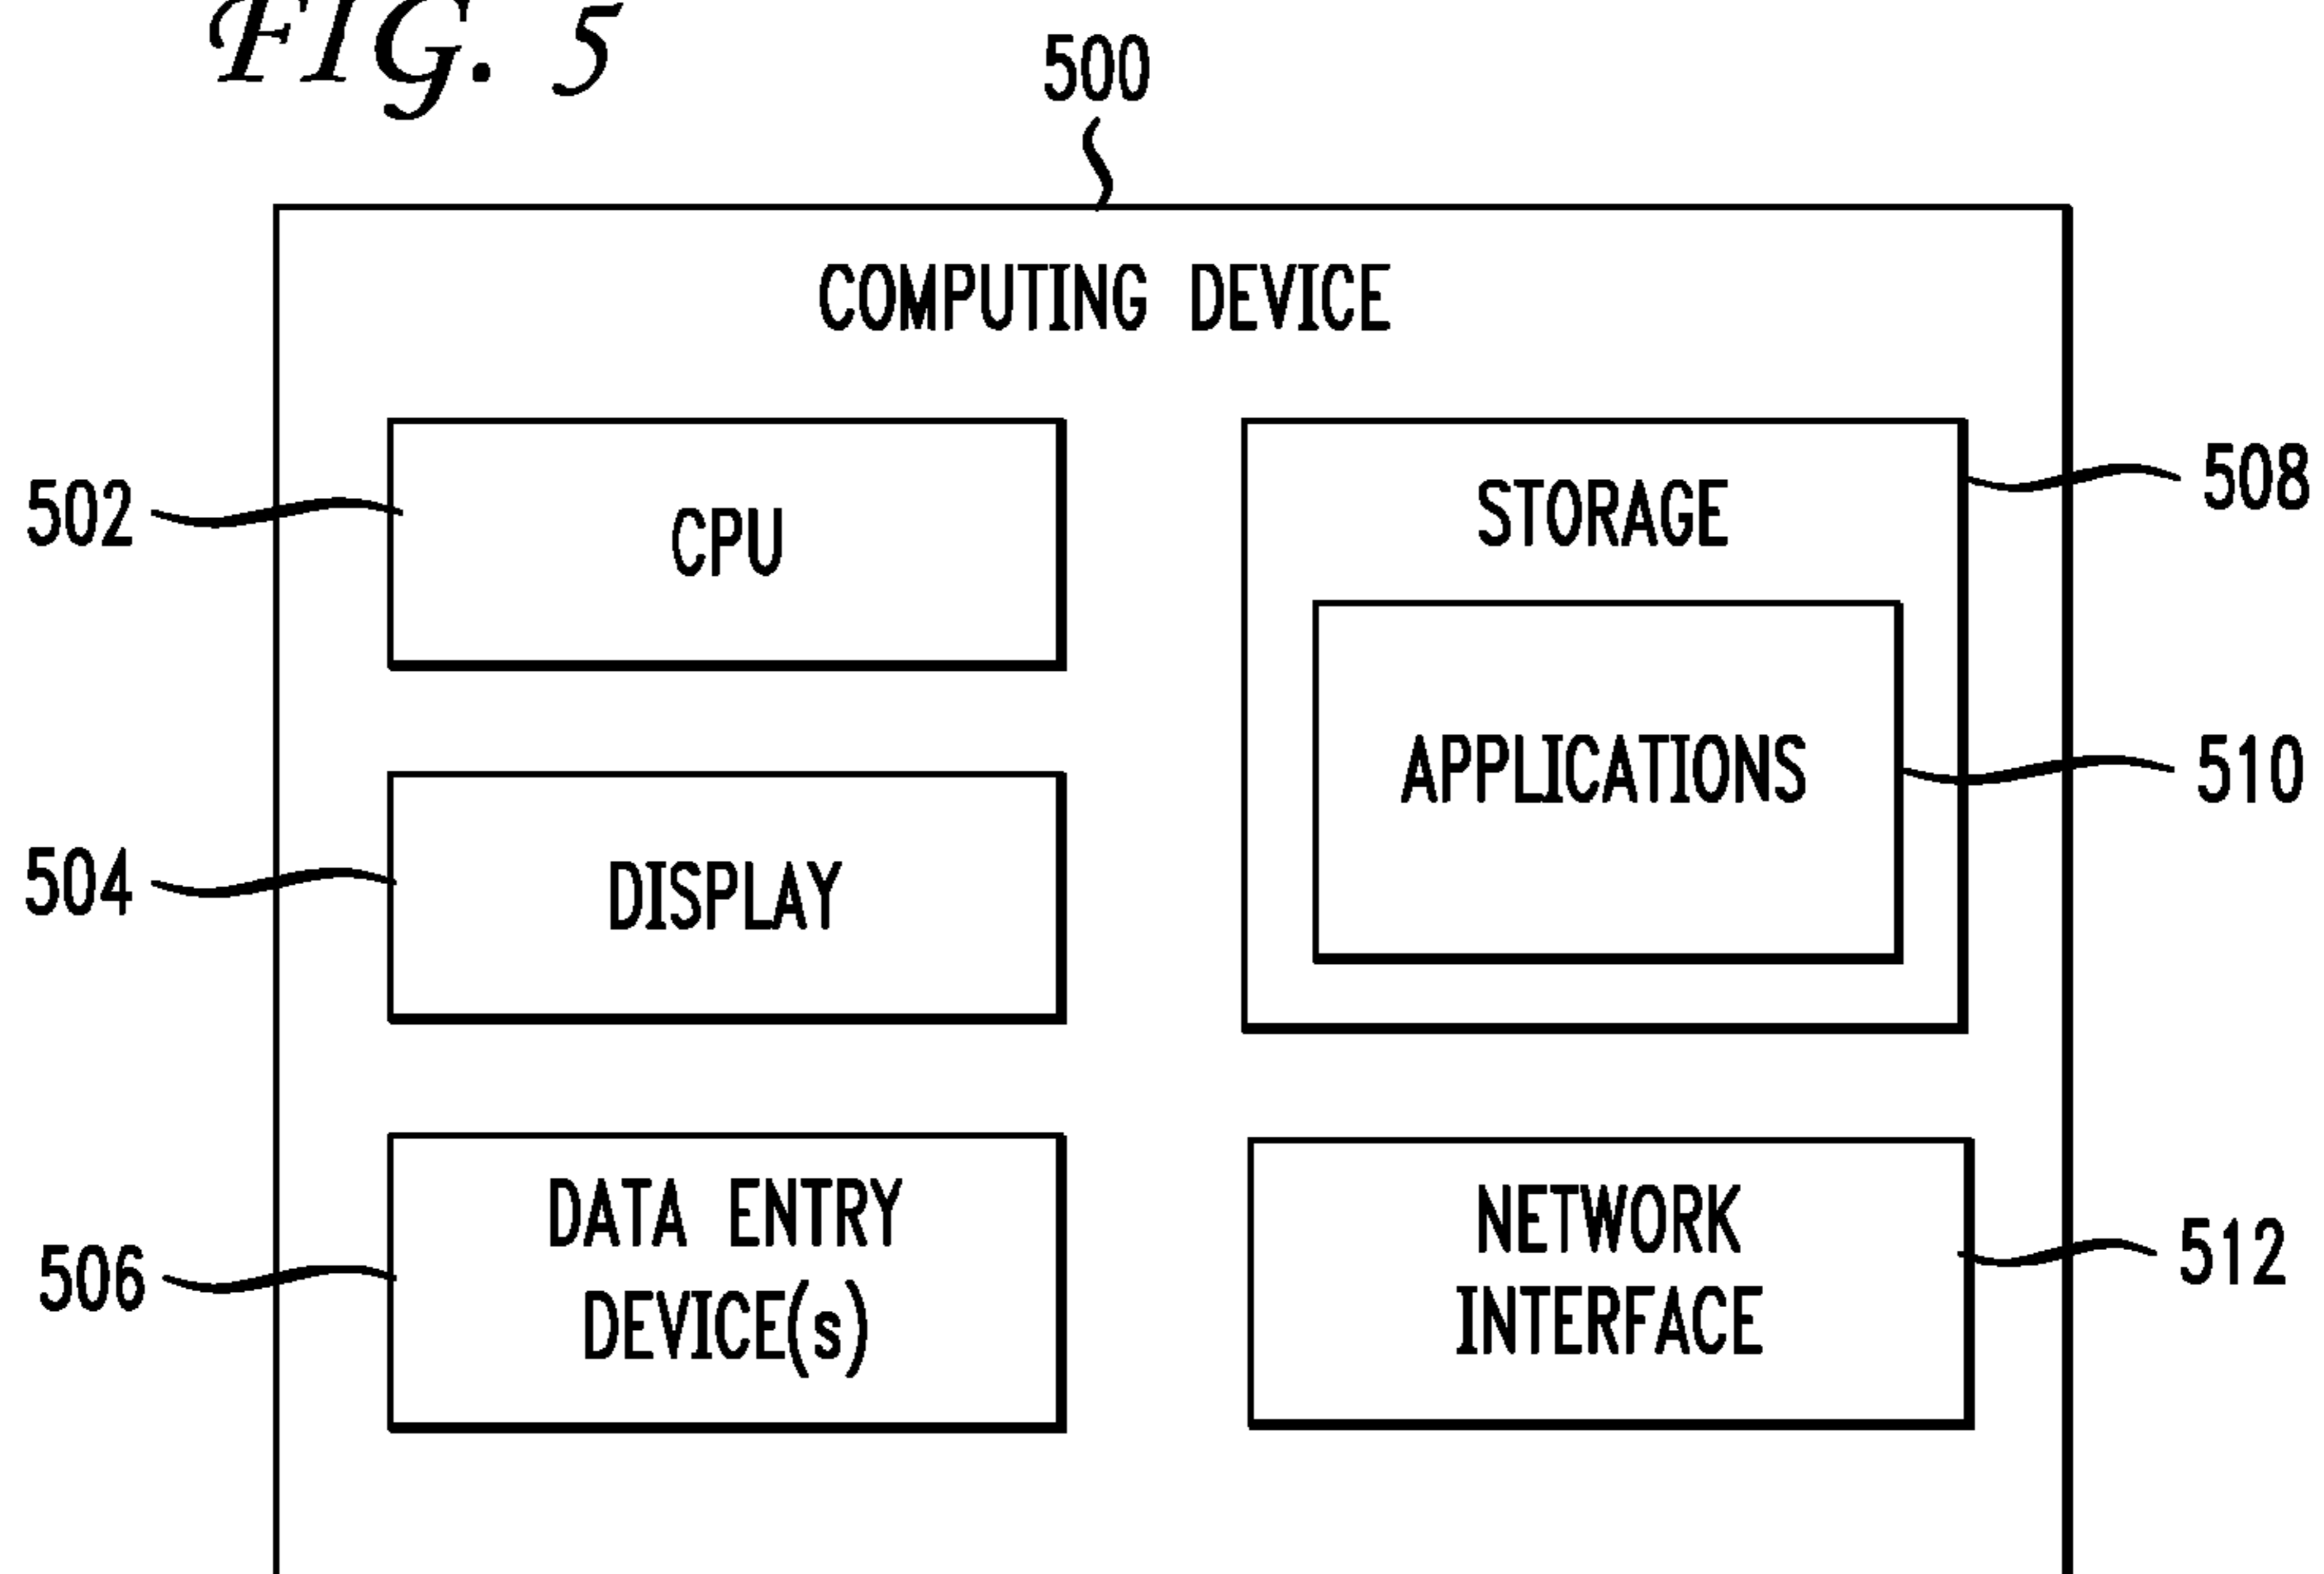 FIG. 5
500
COMPUTING DEVICE
502
CPU
STORAGE
508
APPLICATIONS
510
504
DISPLAY
506
DATA ENTRY
DEVICE(s)
NETWORK
INTERFACE
512